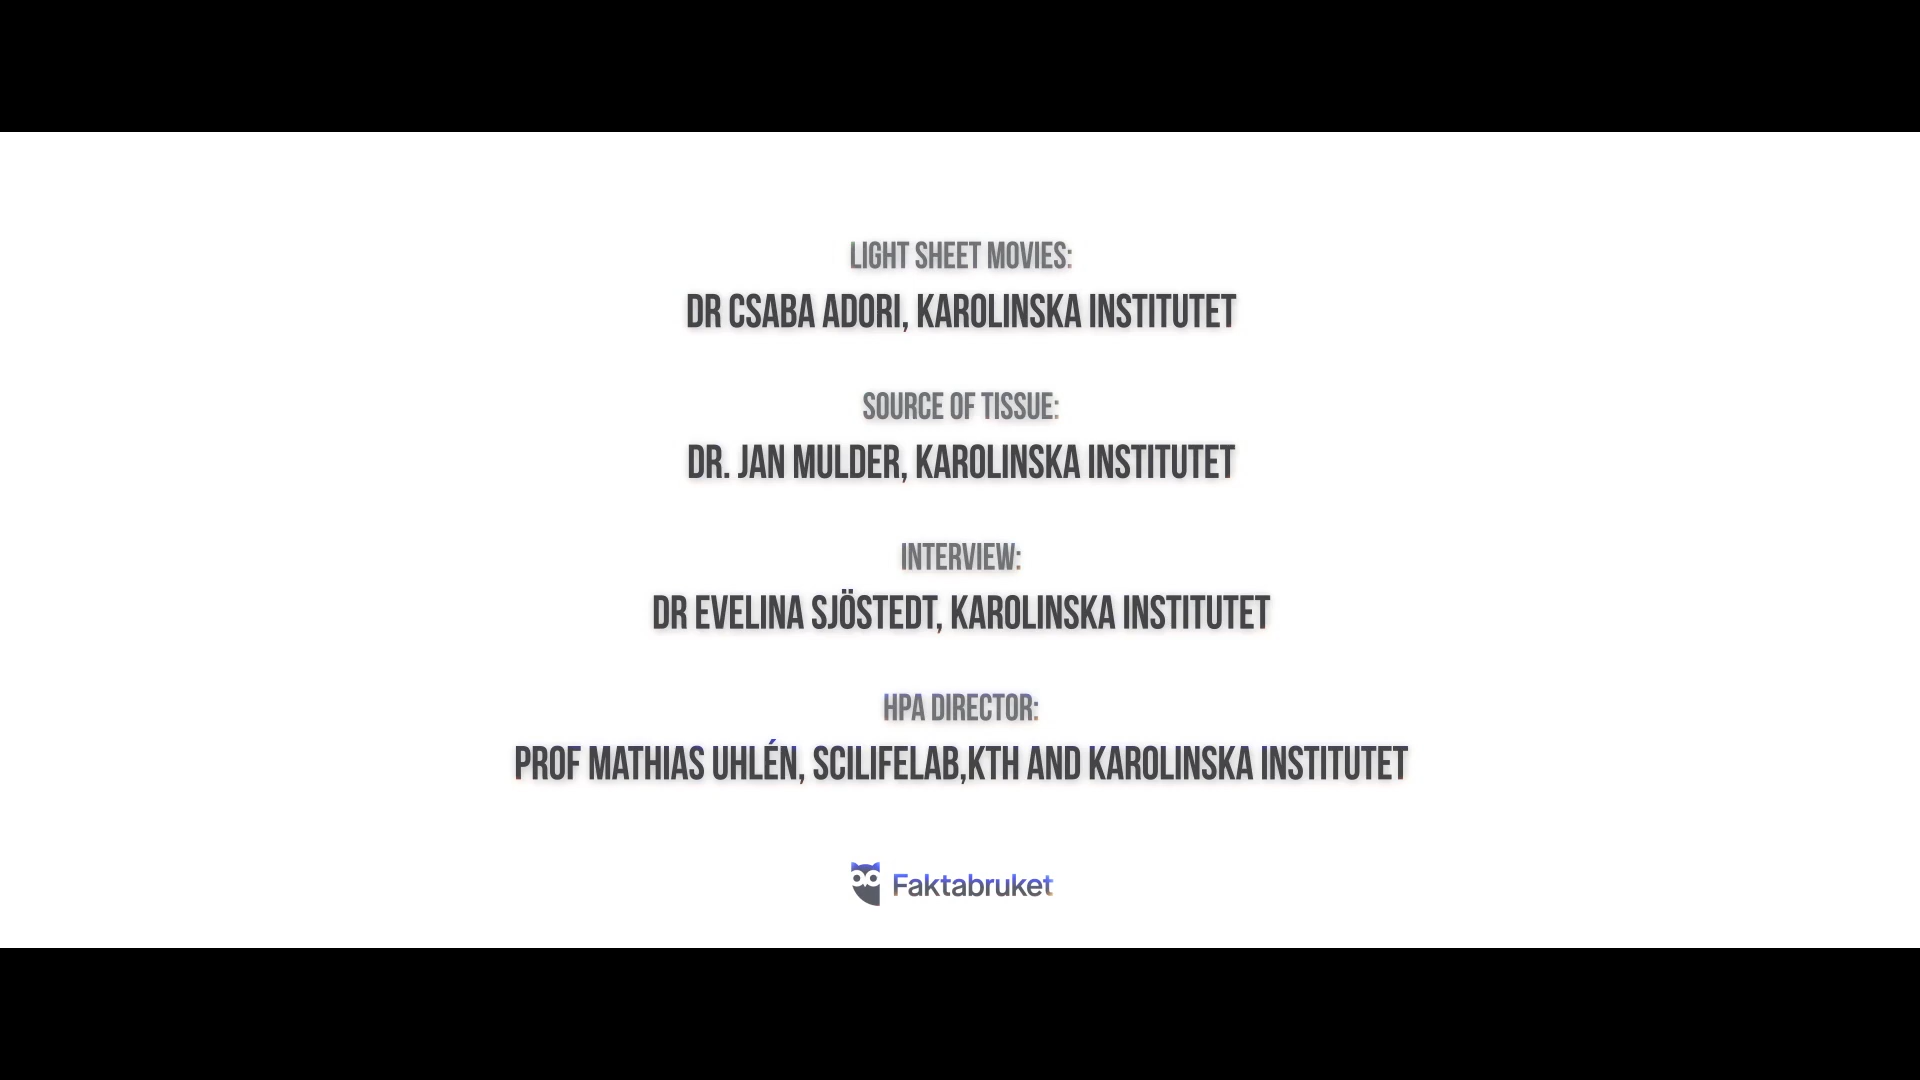 LIGHT SHEET MOVIES:
DR CSABA ADORI, KAROLINSKA INSTITUTET
SOURCE OF TISSUE:
DR. JAN MULDER, KAROLINSKA INSTITUTET
INTERVIEW:
DR EVELINA SJÖSTEDT, KAROLINSKA INSTITUTET
HPA DIRECTOR:
PROF MATHIAS UHLÉN, SCILIFELAB,KTH AND KAROLINSKA INSTITUTET
Faktabruket